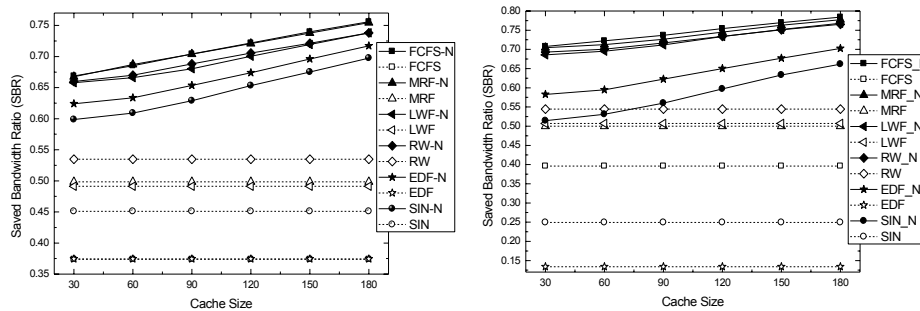 Saved Bandwidth Ratio (SBR)
0.75
0.70
0.65
0.60
0.55
0.50
0.45
0.40
0.35
30 60 90 120 150 180
Cache Size
FCFS-N
FCFS
MRF-N
MRF
LWF-N
LWF
RW-N
RW
EDF-N
EDF
SIN-N
SIN
Saved Bandwidth Ratio (SBR)
0.80
0.75
0.70
0.65
0.60
0.55
0.50
0.45
0.40
0.35
0.30
0.25
0.20
0.15
30 60 90 120 150 180
Cache Size
FCFS_N
FCFS
MRF_N
MRF
LWF_N
LWF
RW_N
RW
EDF_N
EDF
SIN_N
SIN